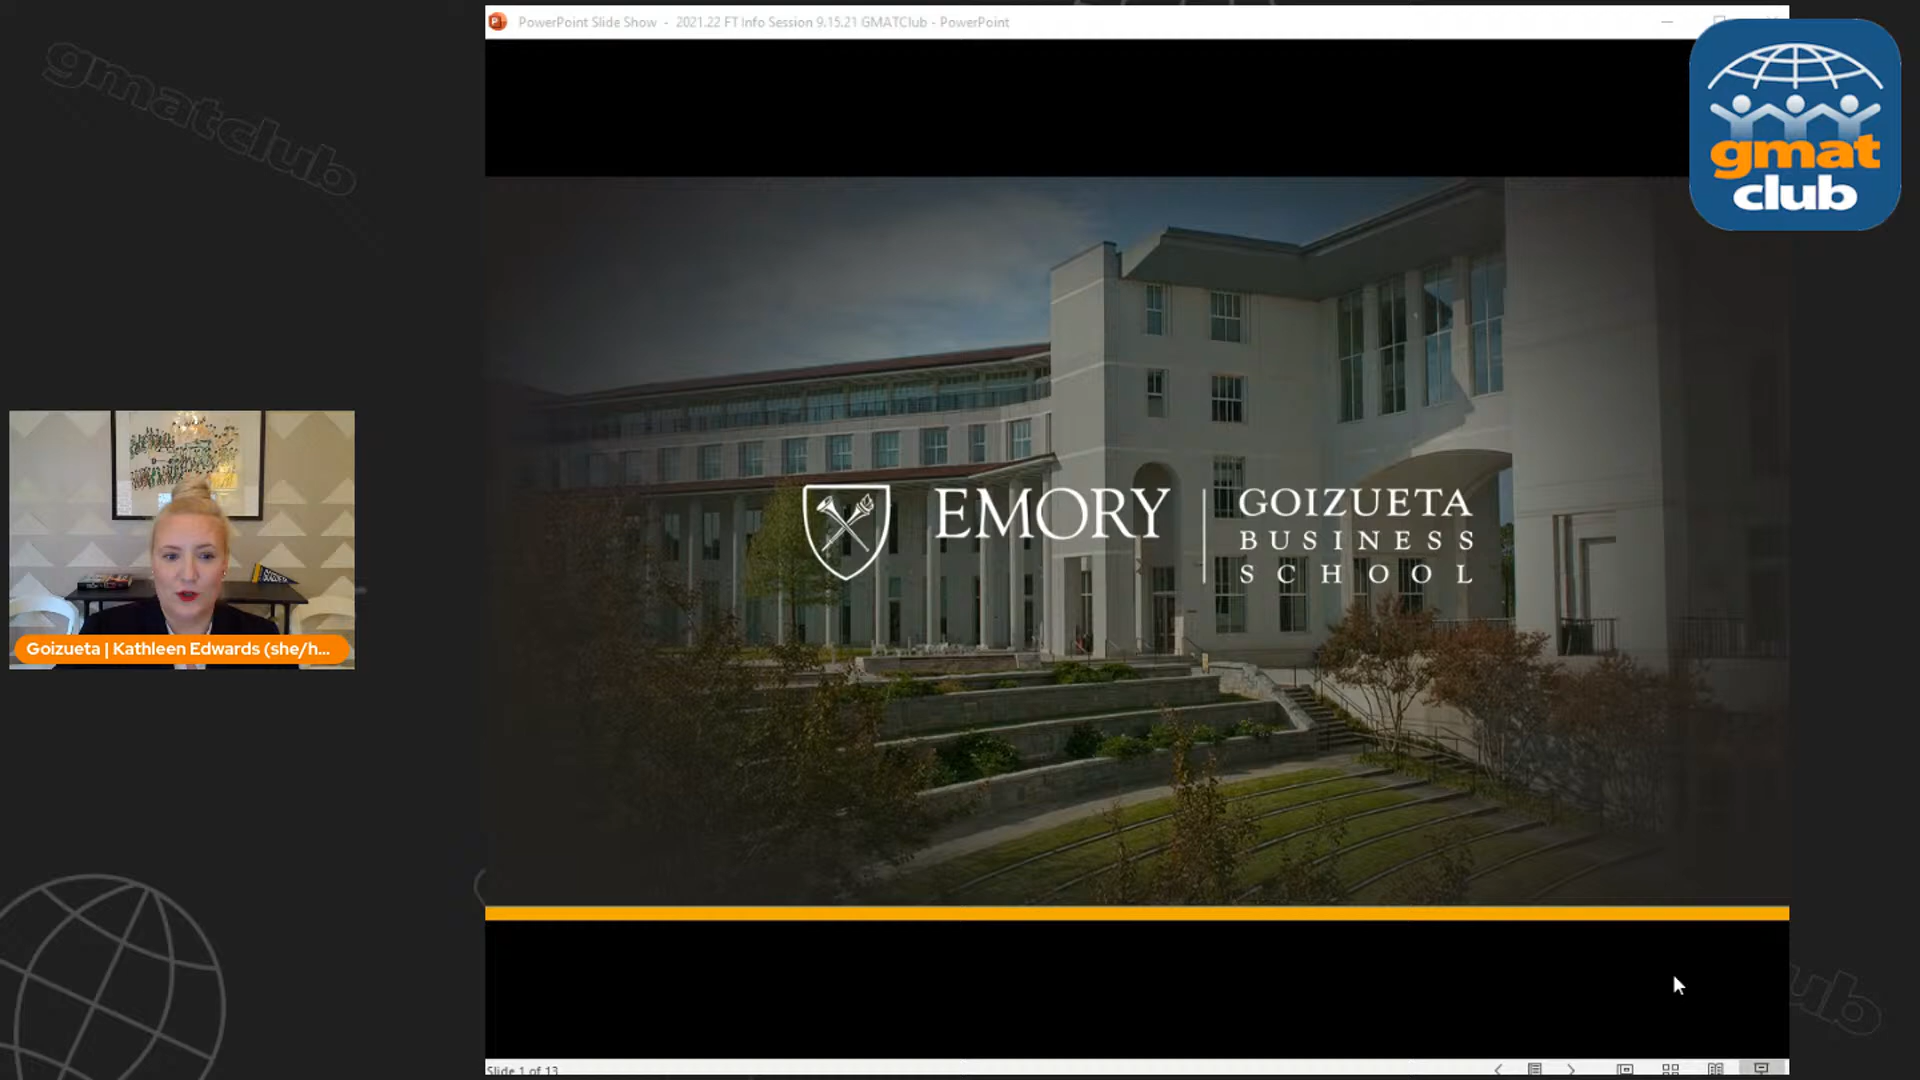 PowerPoint Slide Show - 2021.22 FT Info Session 9.15.21 GMATClub - PowerPoint
gmat
club
gmatclub
EMORY
GOIZUETA
BUSINESS
SCHOOL
Goizueta | Kathleen Edwards (she/h...
ub
Slide 1 of 13